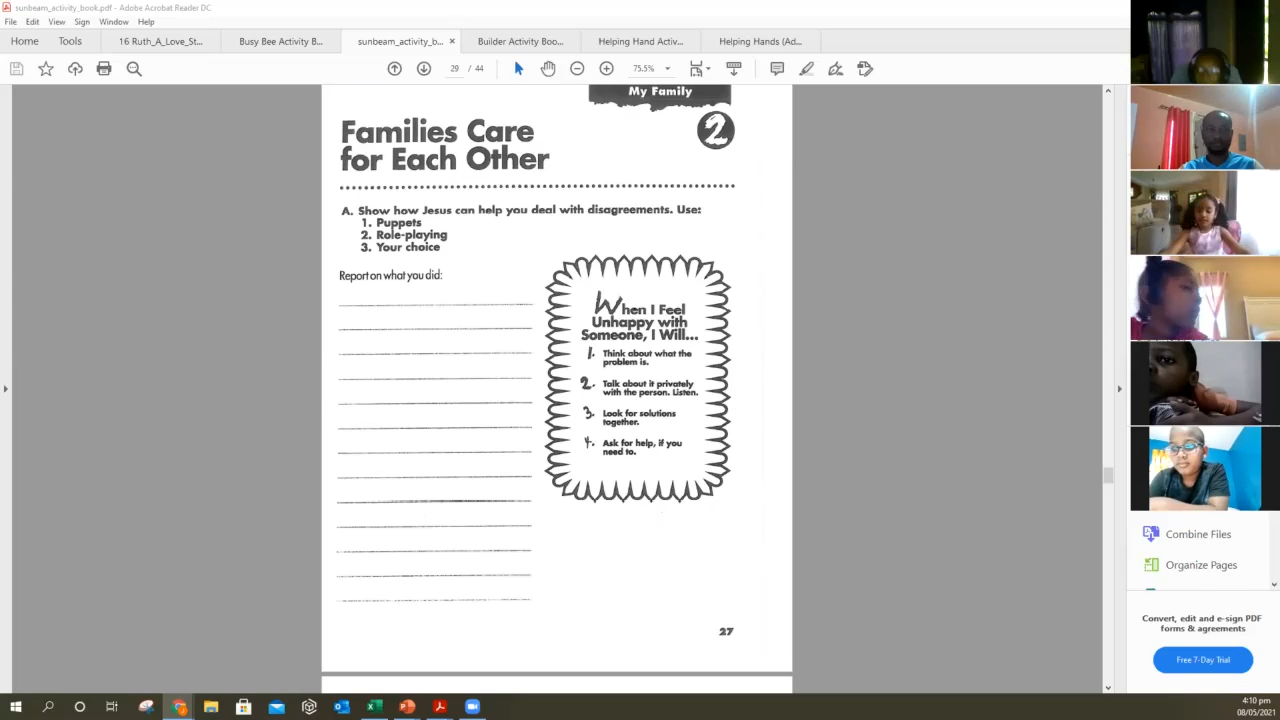 sunbeam_activity_book.pdf - Adobe Acrobat Reader DC
File Edit View Sign Window Help
Home Tools 16 Ruth_A_Love_St... Busy Bee Activity B... sunbeam_activity_b... × Builder Activity Boo... Helping Hand Activ... Helping Hands (Ad...
29 / 44 75.5%
My Family
Families Care
for Each Other
2
A. Show how Jesus can help you deal with disagreements. Use:
1. Puppets
2. Role-playing
3. Your choice
Report on what you did:
When I Feel
Unhappy with
Someone, I Will...
1. Think about what the
problem is.
2. Talk about it privately
with the person. Listen.
3. Look for solutions
together.
4. Ask for help, if you
need to.
27
Combine Files
Organize Pages
Convert, edit and e-sign PDF
forms & agreements
Free 7-Day Trial
4:10 pm
08/05/2021